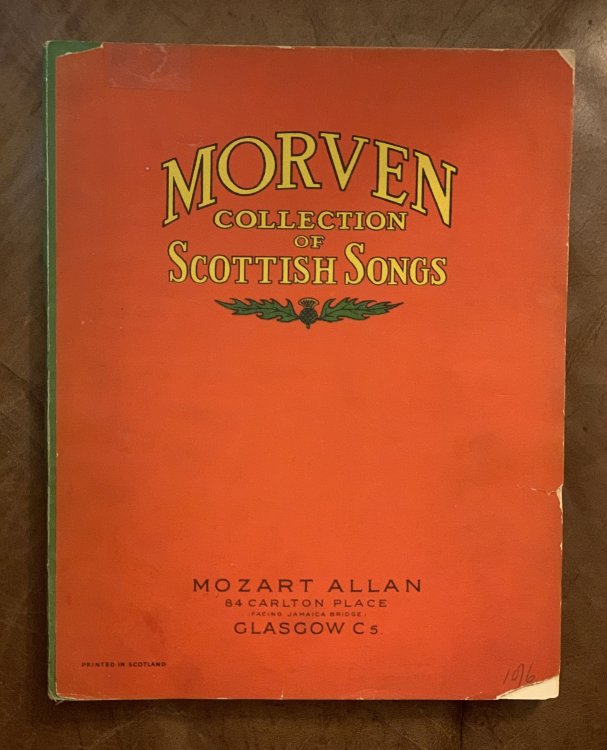 MORVEN
COLLECTION
OF
SCOTTISH SONGS
MOZART ALLAN
84 CARLTON PLACE
(FACING JAMAICA BRIDGE)
GLASGOW C5.
PRINTED IN SCOTLAND
10/6